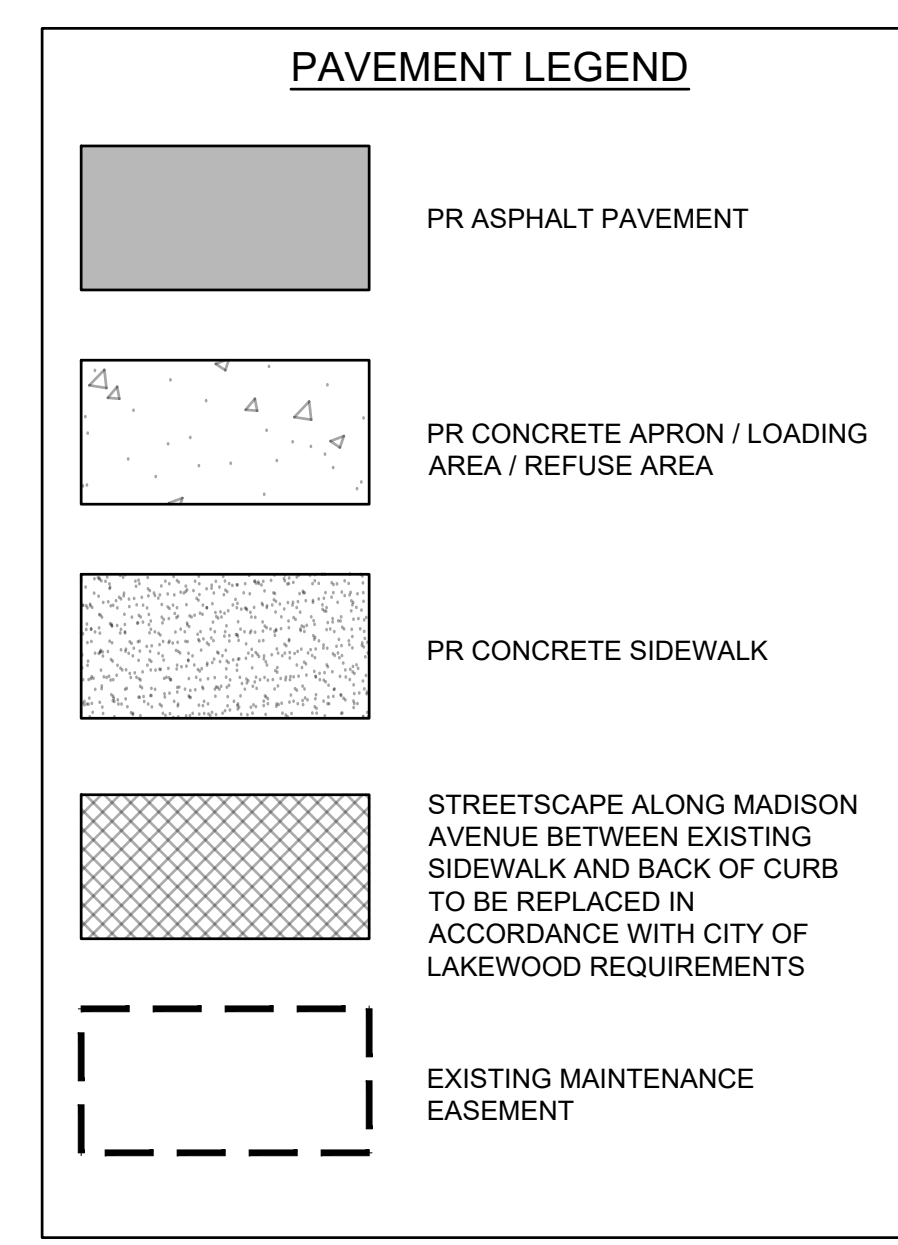 PAVEMENT LEGEND
PR ASPHALT PAVEMENT
PR CONCRETE APRON / LOADING
AREA / REFUSE AREA
PR CONCRETE SIDEWALK
STREETSCAPE ALONG MADISON
AVENUE BETWEEN EXISTING
SIDEWALK AND BACK OF CURB
TO BE REPLACED IN
ACCORDANCE WITH CITY OF
LAKEWOOD REQUIREMENTS
EXISTING MAINTENANCE
EASEMENT